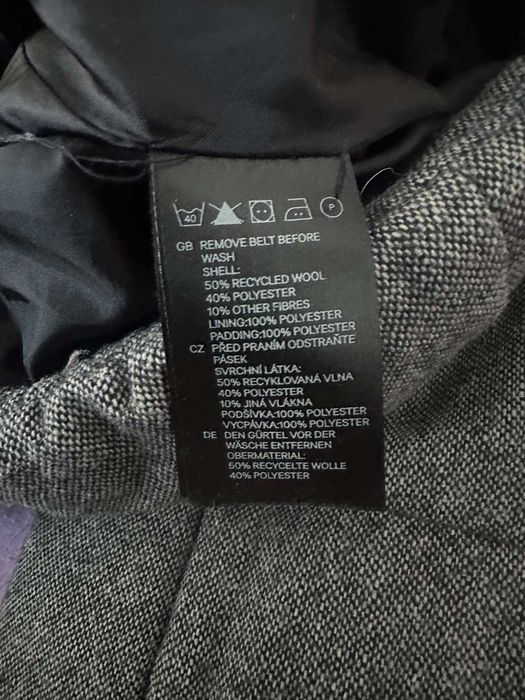 40 P
GB REMOVE BELT BEFORE
WASH
SHELL:
50% RECYCLED WOOL
40% POLYESTER
10% OTHER FIBRES
LINING:100% POLYESTER
PADDING:100% POLYESTER
CZ PŘED PRANÍM ODSTRAŇTE
PÁSEK
SVRCHNÍ LÁTKA:
50% RECYKLOVANÁ VLNA
40% POLYESTER
10% JINÁ VLÁKNA
PODŠÍVKA:100% POLYESTER
VYCPÁVKA:100% POLYESTER
DE DEN GÜRTEL VOR DER
WÄSCHE ENTFERNEN
OBERMATERIAL:
50% RECYCELTE WOLLE
40% POLYESTER